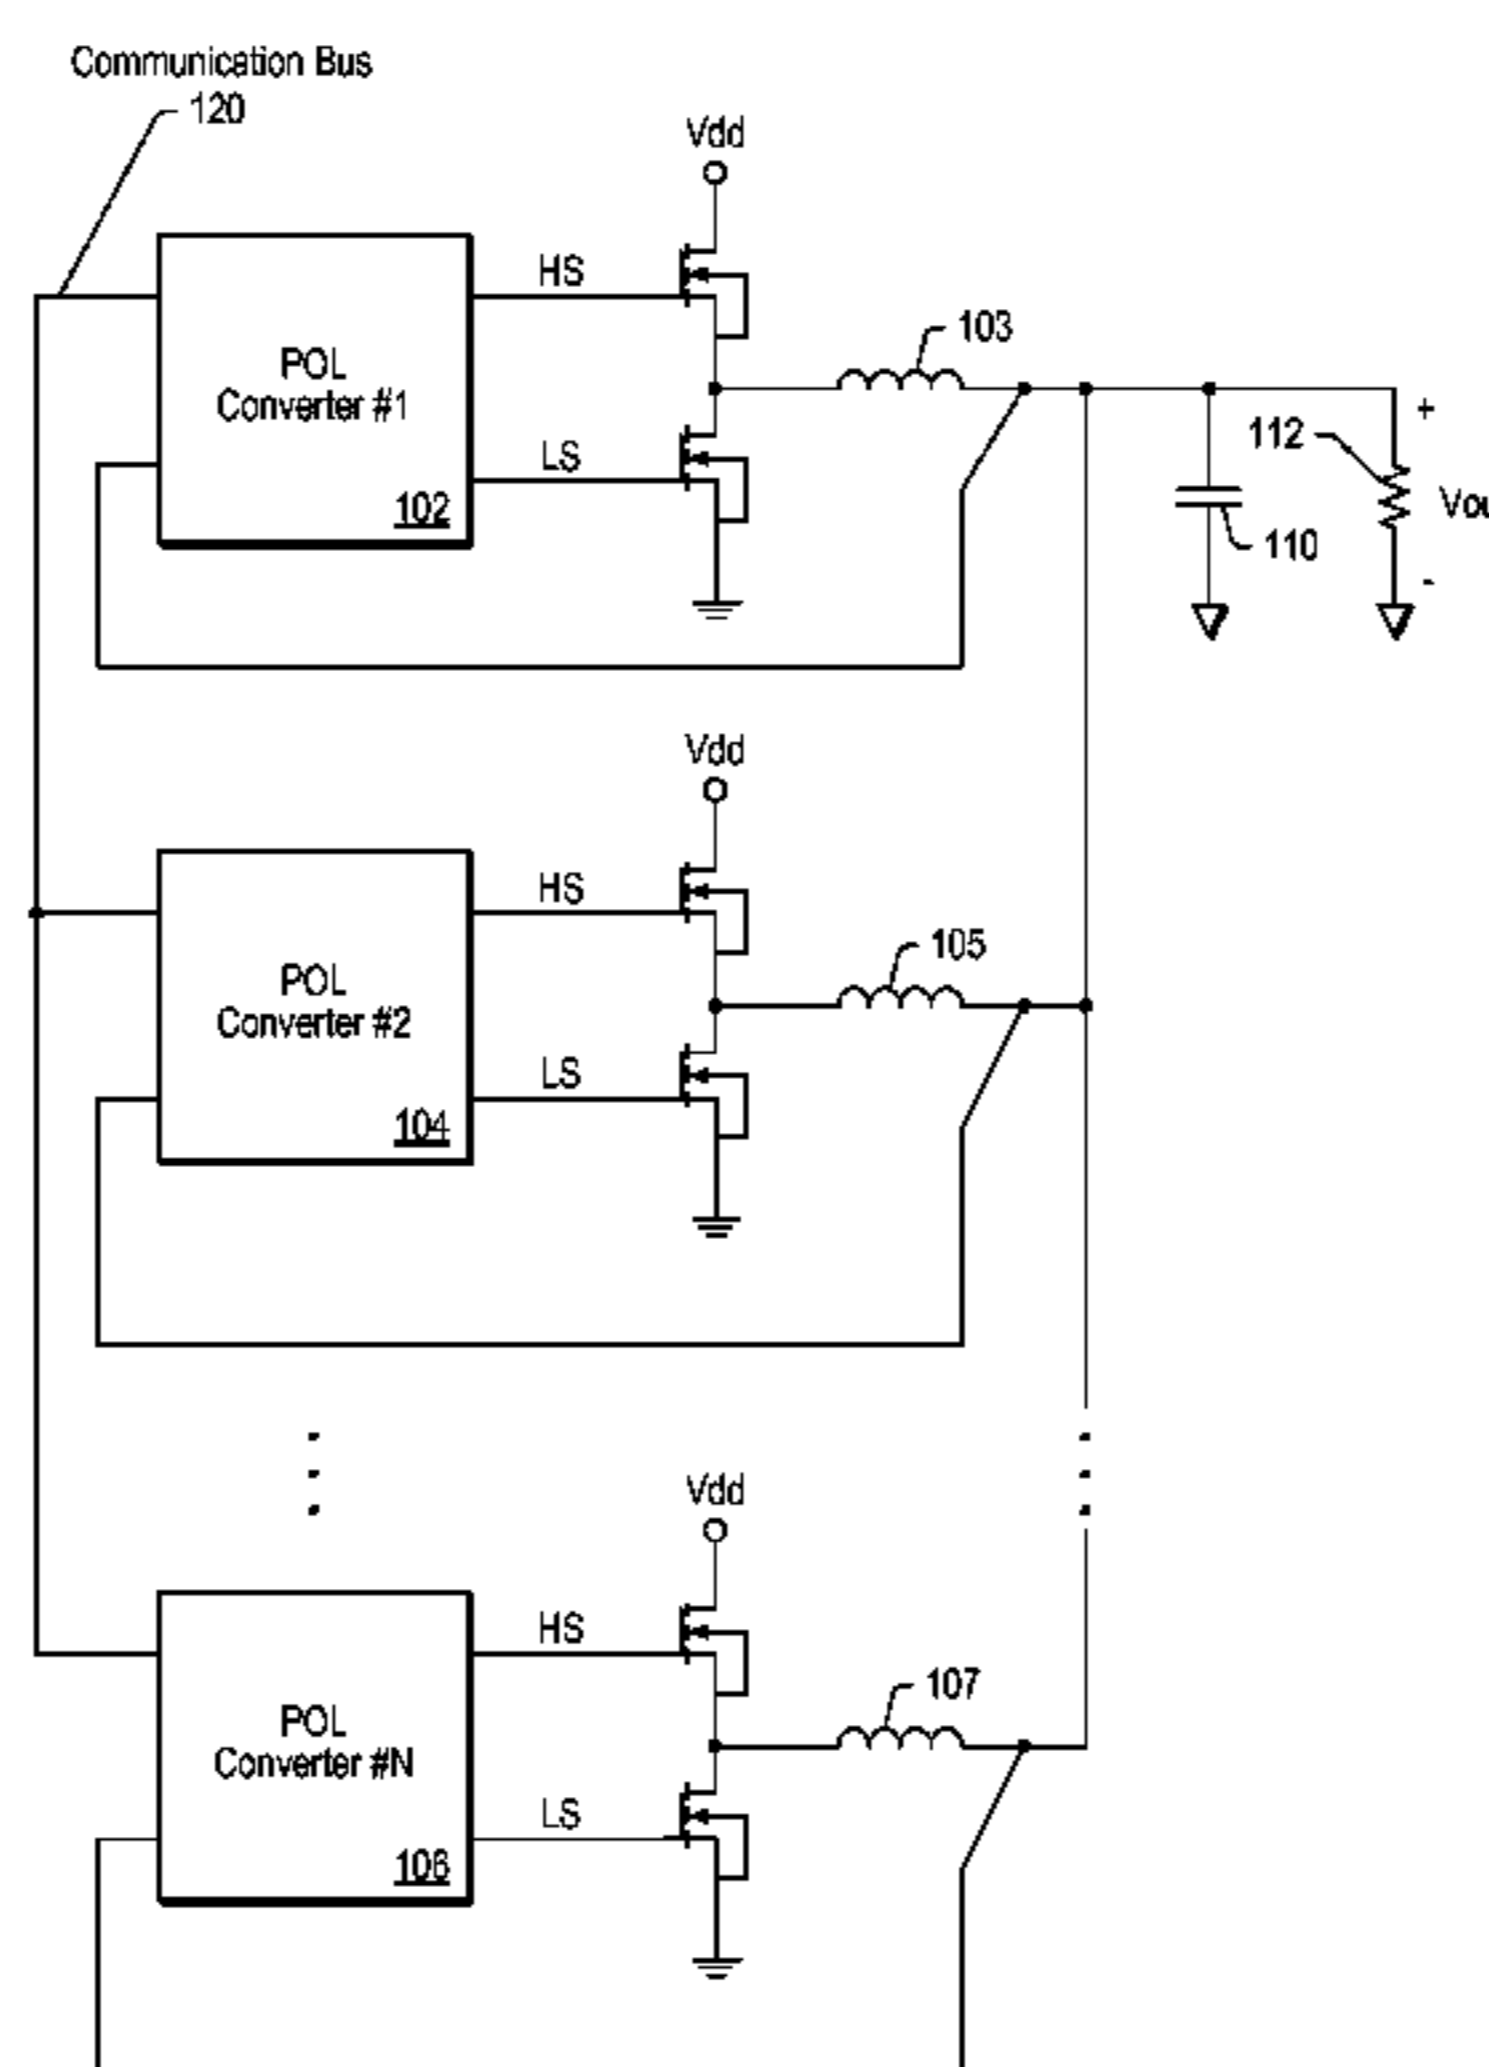 Communication Bus
120
Vdd
HS
103
POL
Converter #1
112
Vou
LS
102
110
+
-
Vdd
HS
105
POL
Converter #2
LS
104
Vdd
HS
107
POL
Converter #N
LS
106